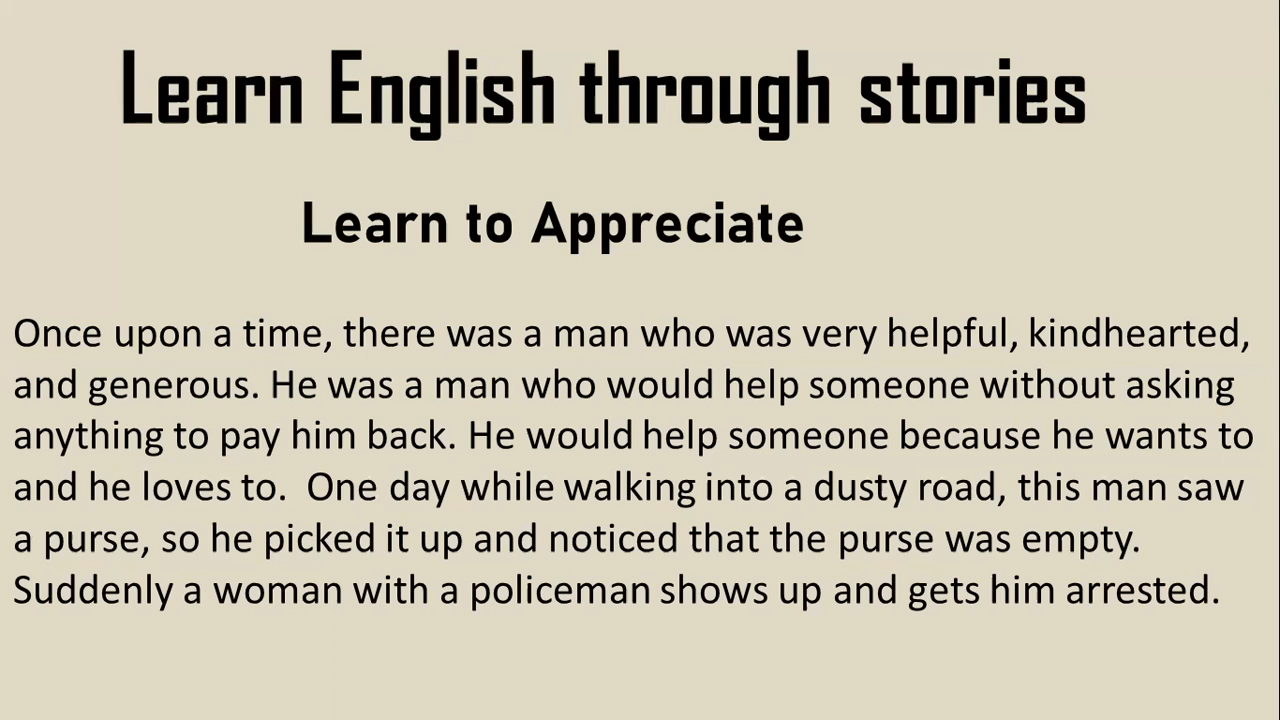 Learn English through stories
Learn to Appreciate
Once upon a time, there was a man who was very helpful, kindhearted,
and generous. He was a man who would help someone without asking
anything to pay him back. He would help someone because he wants to
and he loves to.  One day while walking into a dusty road, this man saw
a purse, so he picked it up and noticed that the purse was empty.
Suddenly a woman with a policeman shows up and gets him arrested.